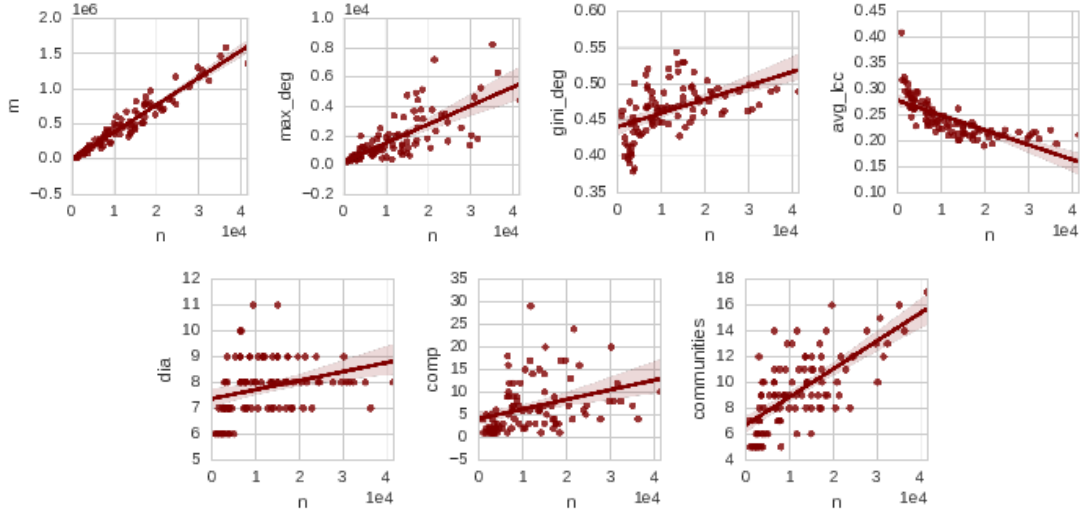 1e6
2.0
1.5
1.0
0.5
0.0
−0.5
m
0 1 2 3 4
n
1e4
1e4
1.0
0.8
0.6
0.4
0.2
0.0
−0.2
max_deg
0 1 2 3 4
n
1e4
0.60
0.55
0.50
0.45
0.40
0.35
gini_deg
0 1 2 3 4
n
1e4
0.45
0.40
0.35
0.30
0.25
0.20
0.15
0.10
avg_lcc
0 1 2 3 4
n
1e4
12
11
10
9
8
7
6
5
dia
0 1 2 3 4
n
1e4
35
30
25
20
15
10
5
0
−5
comp
0 1 2 3 4
n
1e4
18
16
14
12
10
8
6
4
communities
0 1 2 3 4
n
1e4